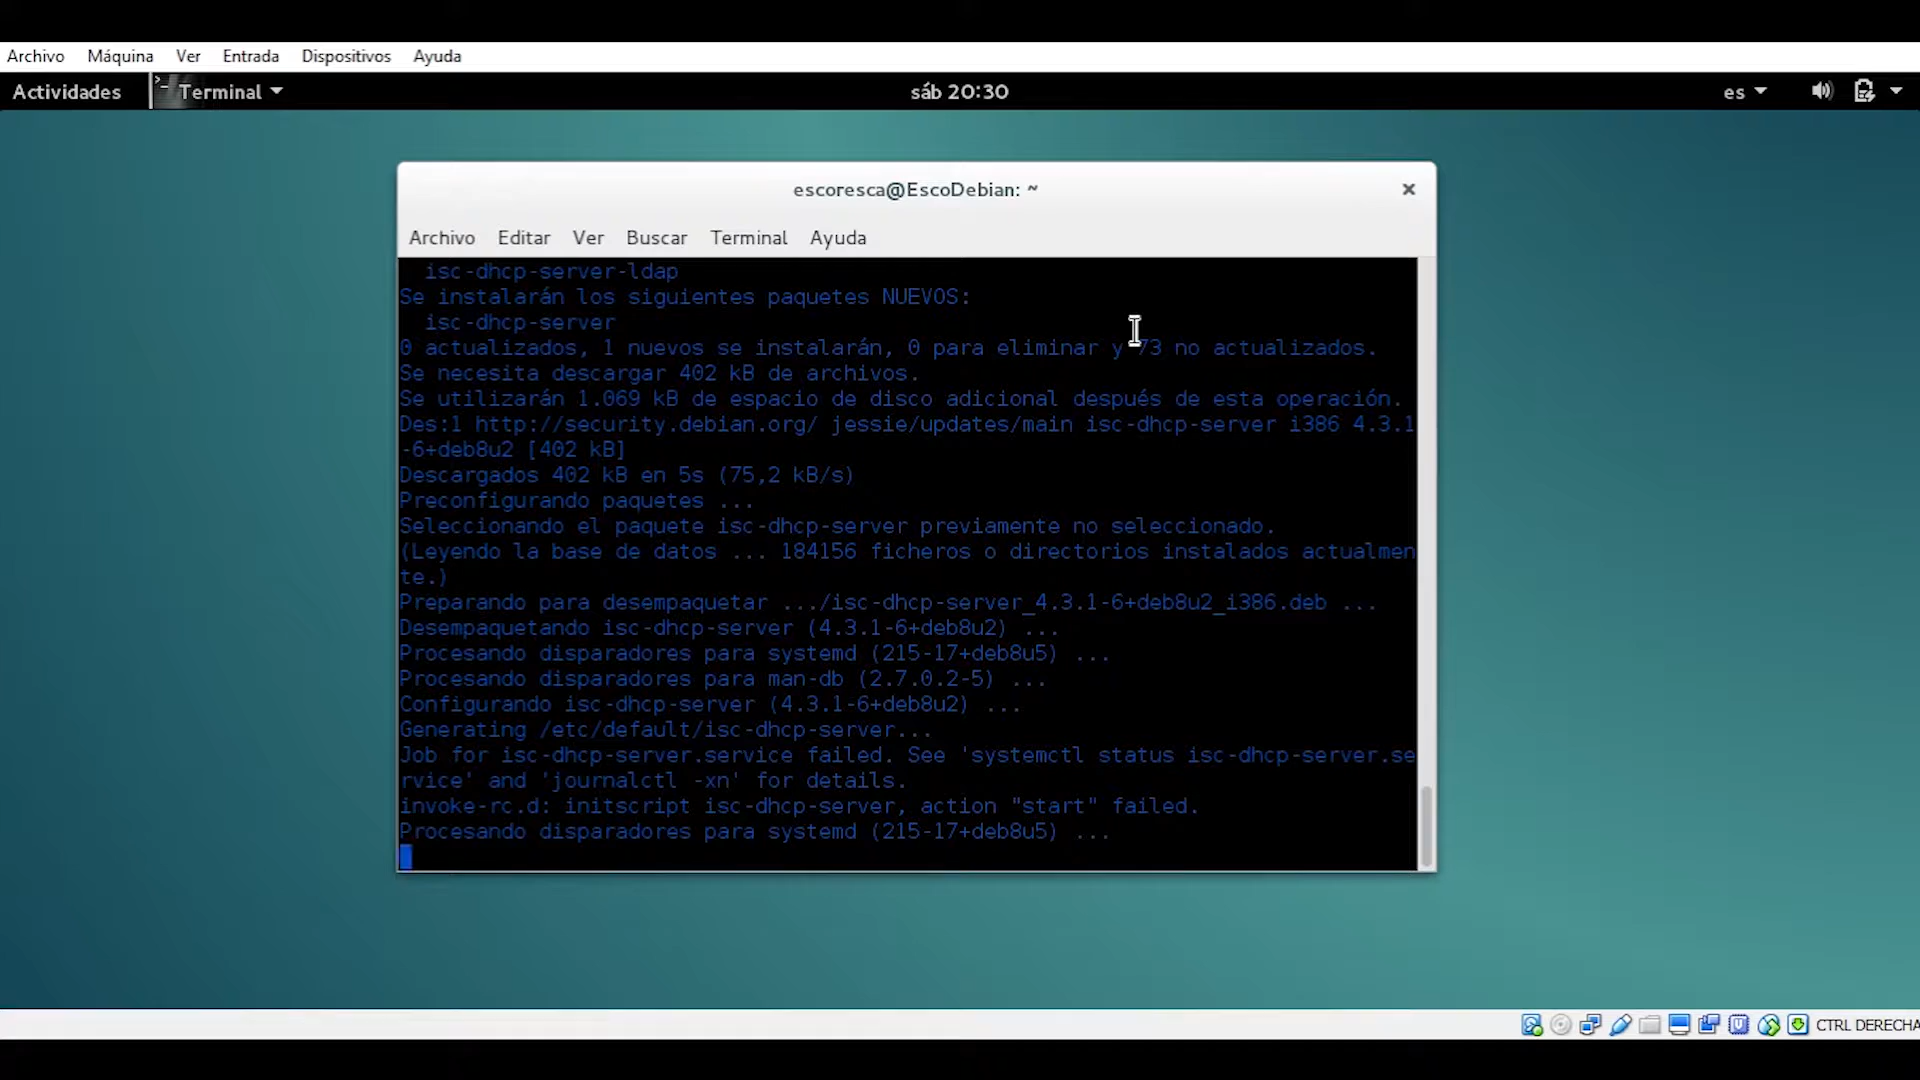 Archivo Máquina Ver Entrada Dispositivos Ayuda
Actividades Terminal sáb 20:30 es
escoresca@EscoDebian: ~
Archivo Editar Ver Buscar Terminal Ayuda
isc-dhcp-server-ldap
Se instalarán los siguientes paquetes NUEVOS:
isc-dhcp-server
0 actualizados, 1 nuevos se instalarán, 0 para eliminar y 73 no actualizados.
Se necesita descargar 402 kB de archivos.
Se utilizarán 1.069 kB de espacio de disco adicional después de esta operación.
Des:1 http://security.debian.org/ jessie/updates/main isc-dhcp-server i386 4.3.1
-6+deb8u2 [402 kB]
Descargados 402 kB en 5s (75,2 kB/s)
Preconfigurando paquetes ...
Seleccionando el paquete isc-dhcp-server previamente no seleccionado.
(Leyendo la base de datos ... 184156 ficheros o directorios instalados actualmen
te.)
Preparando para desempaquetar .../isc-dhcp-server_4.3.1-6+deb8u2_i386.deb ...
Desempaquetando isc-dhcp-server (4.3.1-6+deb8u2) ...
Procesando disparadores para systemd (215-17+deb8u5) ...
Procesando disparadores para man-db (2.7.0.2-5) ...
Configurando isc-dhcp-server (4.3.1-6+deb8u2) ...
Generating /etc/default/isc-dhcp-server...
Job for isc-dhcp-server.service failed. See 'systemctl status isc-dhcp-server.se
rvice' and 'journalctl -xn' for details.
invoke-rc.d: initscript isc-dhcp-server, action "start" failed.
Procesando disparadores para systemd (215-17+deb8u5) ...
CTRL DERECHA